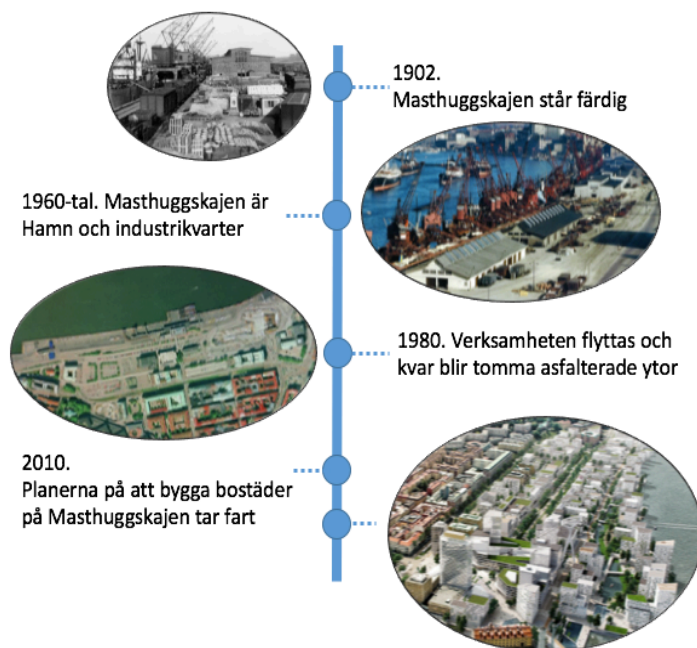 1902.
Masthuggskajen står färdig
1960-tal. Masthuggskajen är
Hamn och industrikvarter
1980. Verksamheten flyttas och
kvar blir tomma asfalterade ytor
2010.
Planerna på att bygga bostäder
på Masthuggskajen tar fart